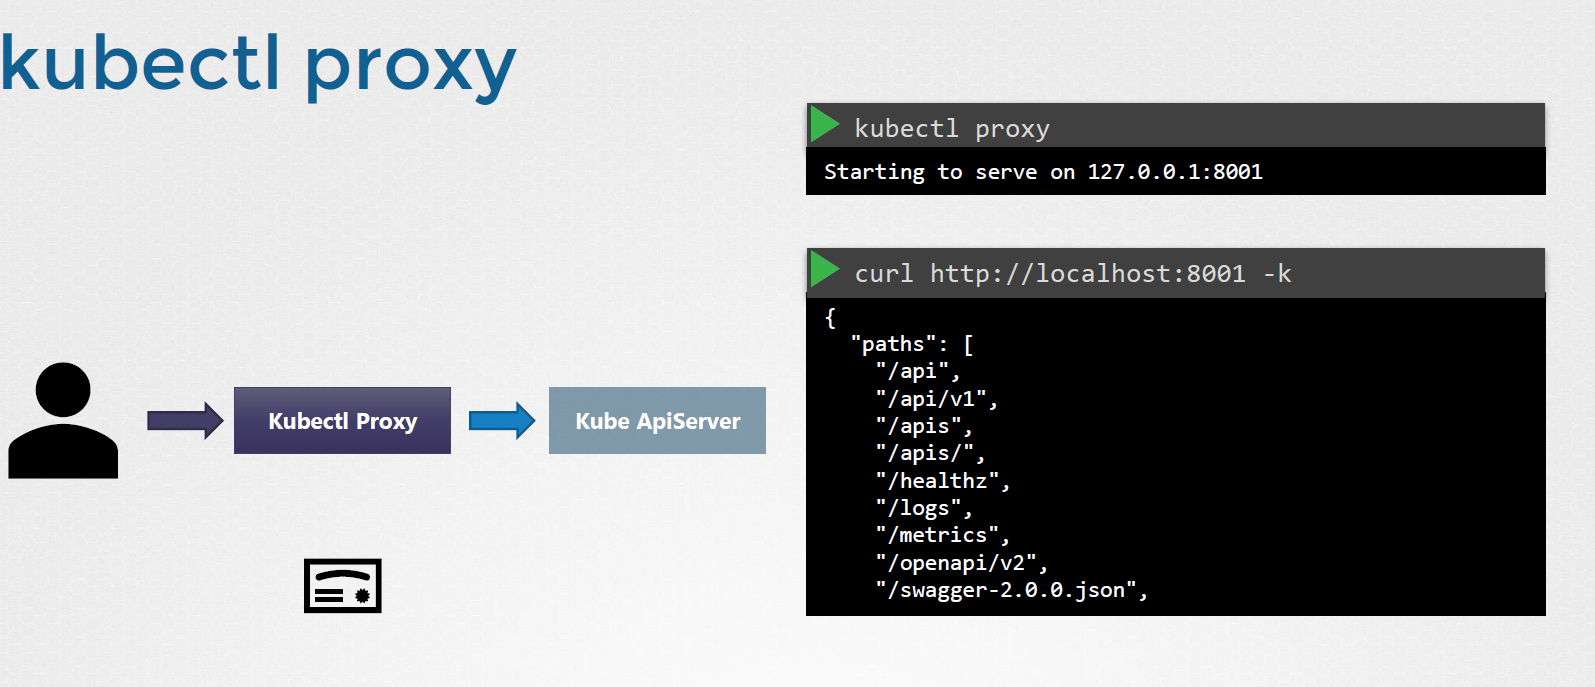 kubectl proxy
kubectl proxy
Starting to serve on 127.0.0.1:8001
curl http://localhost:8001 -k
{
"paths": [
"/api",
"/api/v1",
"/apis",
"/apis/",
"/healthz",
"/logs",
"/metrics",
"/openapi/v2",
"/swagger-2.0.0.json",
Kubectl Proxy
Kube ApiServer